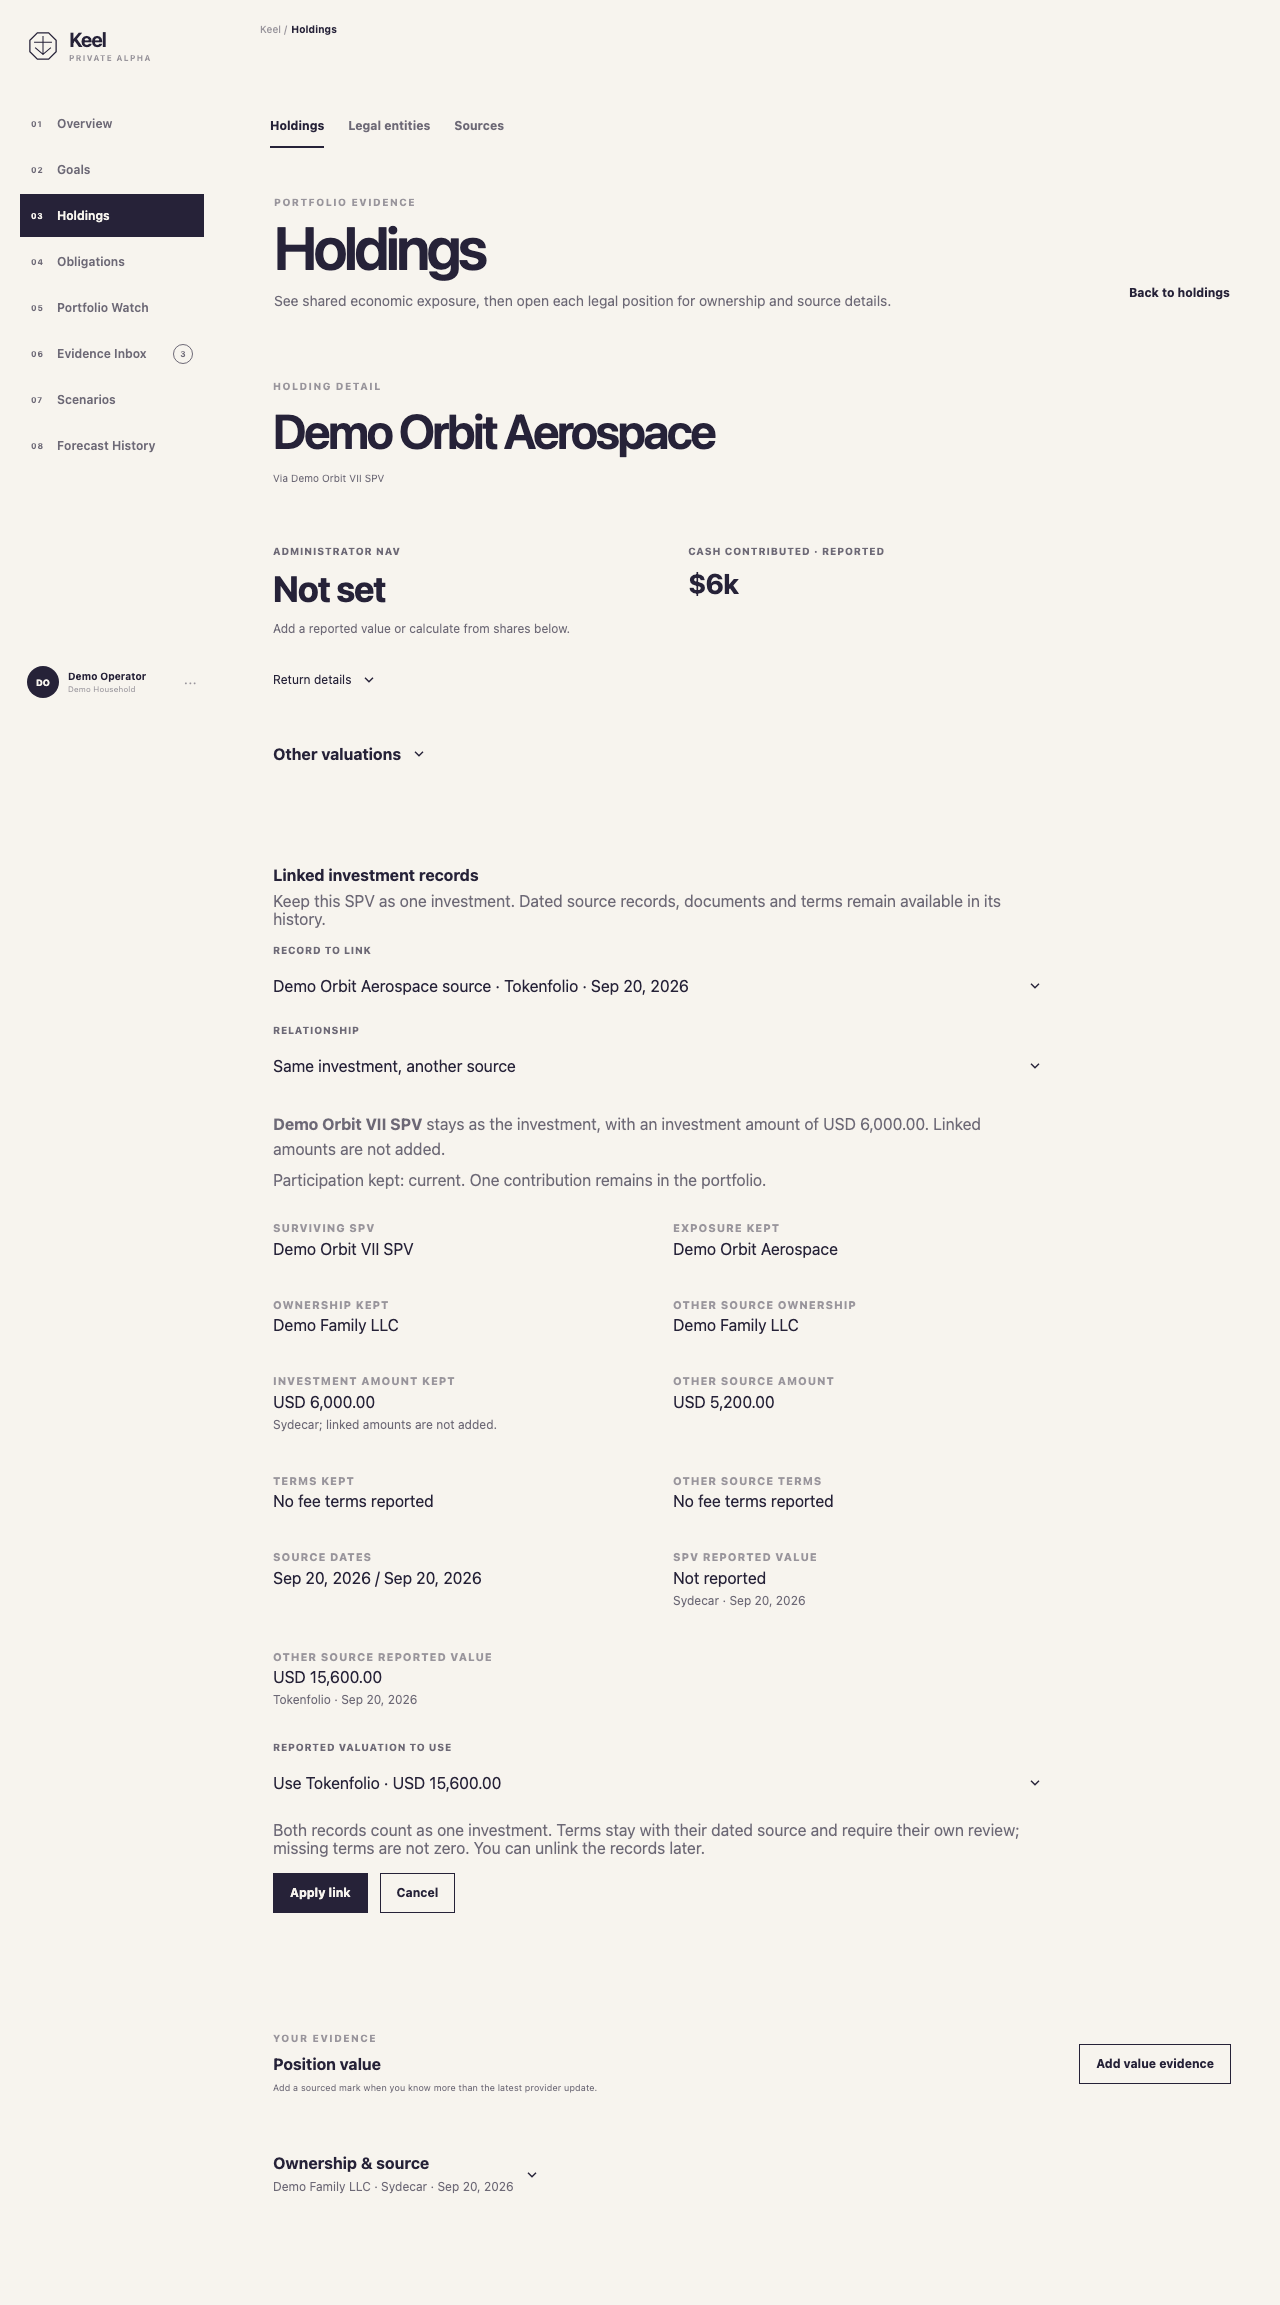 Keel
PRIVATE ALPHA
01 Overview
02 Goals
03 Holdings
04 Obligations
05 Portfolio Watch
06 Evidence Inbox 3
07 Scenarios
08 Forecast History
DO
Demo Operator
Demo Household
...
Keel / Holdings
Holdings Legal entities Sources
PORTFOLIO EVIDENCE
Holdings
See shared economic exposure, then open each legal position for ownership and source details.
Back to holdings
HOLDING DETAIL
Demo Orbit Aerospace
Via Demo Orbit VII SPV
ADMINISTRATOR NAV
Not set
Add a reported value or calculate from shares below.
CASH CONTRIBUTED · REPORTED
$6k
Return details
Other valuations
Linked investment records
Keep this SPV as one investment. Dated source records, documents and terms remain available in its
history.
RECORD TO LINK
Demo Orbit Aerospace source · Tokenfolio · Sep 20, 2026
RELATIONSHIP
Same investment, another source
Demo Orbit VII SPV stays as the investment, with an investment amount of USD 6,000.00. Linked
amounts are not added.
Participation kept: current. One contribution remains in the portfolio.
SURVIVING SPV
Demo Orbit VII SPV
EXPOSURE KEPT
Demo Orbit Aerospace
OWNERSHIP KEPT
Demo Family LLC
OTHER SOURCE OWNERSHIP
Demo Family LLC
INVESTMENT AMOUNT KEPT
USD 6,000.00
Sydecar; linked amounts are not added.
OTHER SOURCE AMOUNT
USD 5,200.00
TERMS KEPT
No fee terms reported
OTHER SOURCE TERMS
No fee terms reported
SOURCE DATES
Sep 20, 2026 / Sep 20, 2026
SPV REPORTED VALUE
Not reported
Sydecar · Sep 20, 2026
OTHER SOURCE REPORTED VALUE
USD 15,600.00
Tokenfolio · Sep 20, 2026
REPORTED VALUATION TO USE
Use Tokenfolio · USD 15,600.00
Both records count as one investment. Terms stay with their dated source and require their own review;
missing terms are not zero. You can unlink the records later.
Apply link
Cancel
YOUR EVIDENCE
Position value
Add a sourced mark when you know more than the latest provider update.
Add value evidence
Ownership & source
Demo Family LLC · Sydecar · Sep 20, 2026